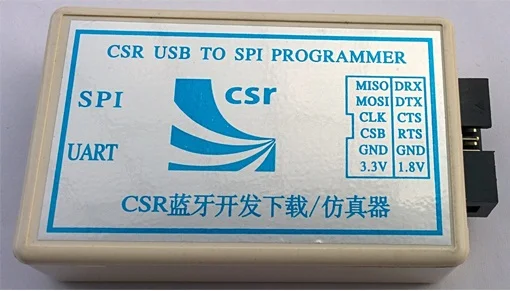 CSR USB TO SPI PROGRAMMER
SPI
UART
csr
MISO DRX
MOSI DTX
CLK CTS
CSB RTS
GND GND
3.3V 1.8V
CSR蓝牙开发下载/仿真器